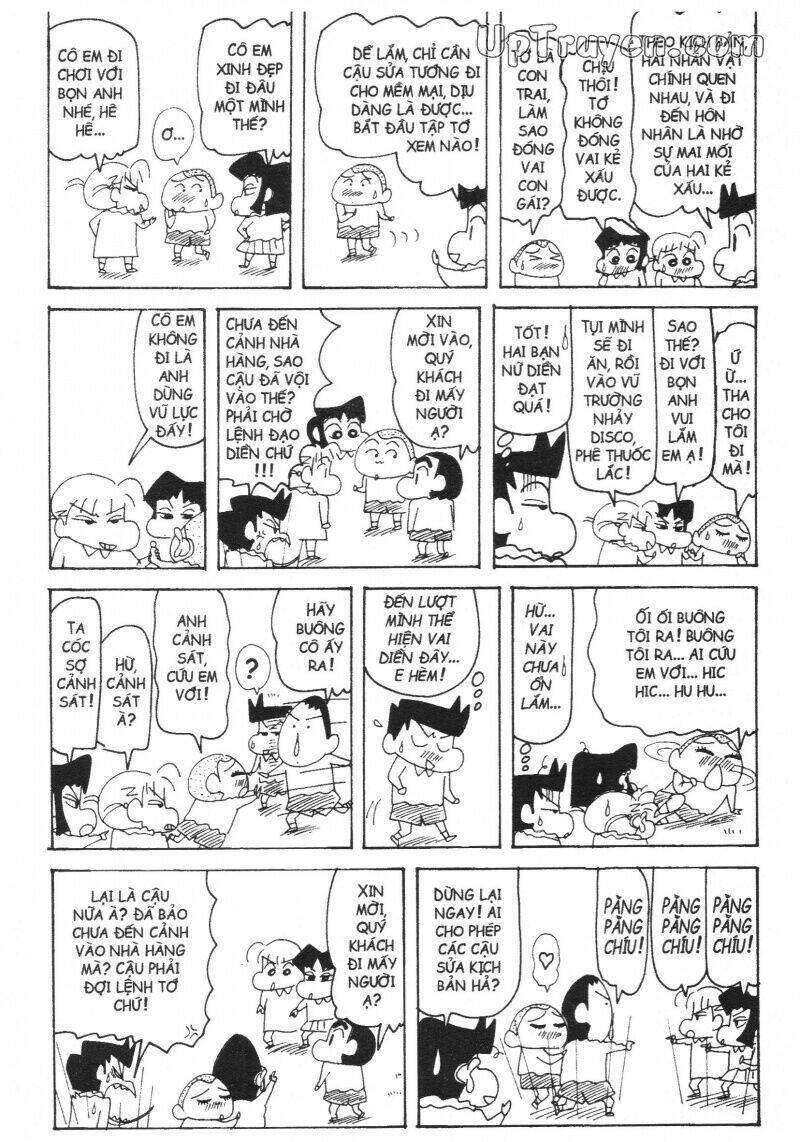 UpTruyen.com
THEO KỊCH BẢN
HAI NHÂN VẬT
CHÍNH QUEN
NHAU, VÀ ĐI
ĐẾN HÔN
NHÂN LÀ NHỜ
SỰ MAI MỐI
CỦA HAI KẺ
XẤU...
CHỊU
THÔI!
TỚ
KHÔNG
ĐÓNG
VAI KẺ
XẤU
ĐƯỢC.
TỚ LÀ
CON
TRAI,
LÀM
SAO
ĐÓNG
VAI
CON
GÁI?
DỄ LẮM, CHỈ CẦN
CẬU SỬA TƯỚNG ĐI
CHO MỀM MẠI, DỊU
DÀNG LÀ ĐƯỢC...
BẮT ĐẦU TẬP TỚ
XEM NÀO!
CÔ EM
XINH ĐẸP
ĐI ĐÂU
MỘT MÌNH
THẾ?
Ơ...
CÔ EM ĐI
CHƠI VỚI
BỌN ANH
NHÉ, HÊ
HÊ...
Ứ
Ừ...
THA
CHO
TÔI
ĐI
MÀ!
SAO
THẾ?
ĐI VỚI
BỌN
ANH
VUI
LẮM
EM Ạ!
TỤI MÌNH
SẼ ĐI
ĂN, RỒI
VÀO VŨ
TRƯỜNG
NHẢY
DISCO,
PHÊ THUỐC
LẮC!
TỐT!
HAI BẠN
NỮ DIỄN
ĐẠT
QUÁ!
XIN
MỜI VÀO,
QUÝ
KHÁCH
ĐI MẤY
NGƯỜI
Ạ?
CHƯA ĐẾN
CẢNH NHÀ
HÀNG, SAO
CẬU ĐÃ VỘI
VÀO THẾ?
PHẢI CHỜ
LỆNH ĐẠO
DIỄN CHỨ
!!!
CÔ EM
KHÔNG
ĐI LÀ
ANH
DÙNG
VŨ LỰC
ĐẤY!
ỐI ỐI BUÔNG
TÔI RA! BUÔNG
TÔI RA... AI CỨU
EM VỚI... HIC
HIC... HU HU...
HỪ...
VAI
NÀY
CHƯA
ỔN
LẮM...
ĐẾN LƯỢT
MÌNH THỂ
HIỆN VAI
DIỄN ĐÂY...
E HÈM!
HÃY
BUÔNG
CÔ ẤY
RA!
?
ANH
CẢNH
SÁT,
CỨU EM
VỚI!
HỪ,
CẢNH
SÁT
À?
TA
CÓC
SỢ
CẢNH
SÁT!
PẰNG
PẰNG
CHÍU!
PẰNG
PẰNG
CHÍU!
PẰNG
PẰNG
CHÍU!
DỪNG LẠI
NGAY! AI
CHO PHÉP
CÁC CẬU
SỬA KỊCH
BẢN HẢ?
XIN
MỜI,
QUÝ
KHÁCH
ĐI MẤY
NGƯỜI
Ạ?
LẠI LÀ CẬU
NỮA À? ĐÃ BẢO
CHƯA ĐẾN CẢNH
VÀO NHÀ HÀNG
MÀ? CẬU PHẢI
ĐỢI LỆNH TỚ
CHỨ!